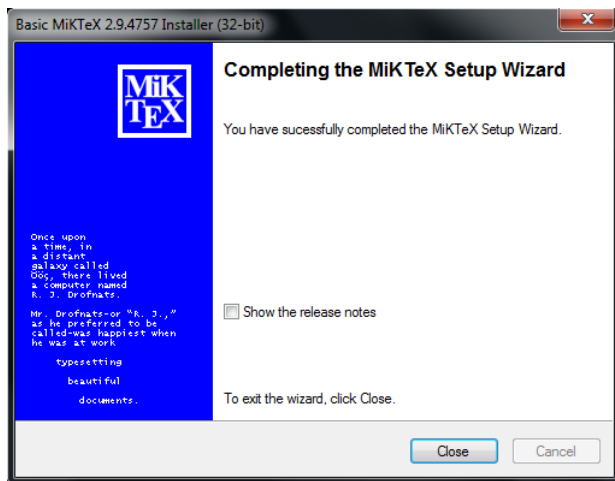 Basic MiKTeX 2.9.4757 Installer (32-bit)
MiK
TEX
Completing the MiKTeX Setup Wizard
You have sucessfully completed the MiKTeX Setup Wizard.
Once upon
a time, in
a distant
galaxy called
Ööç, there lived
a computer named
R. J. Drofnats.
Mr. Drofnats-or “R. J.,”
as he preferred to be
called-was happiest when
he was at work
typesetting
beautiful
documents.
Show the release notes
To exit the wizard, click Close.
Close
Cancel